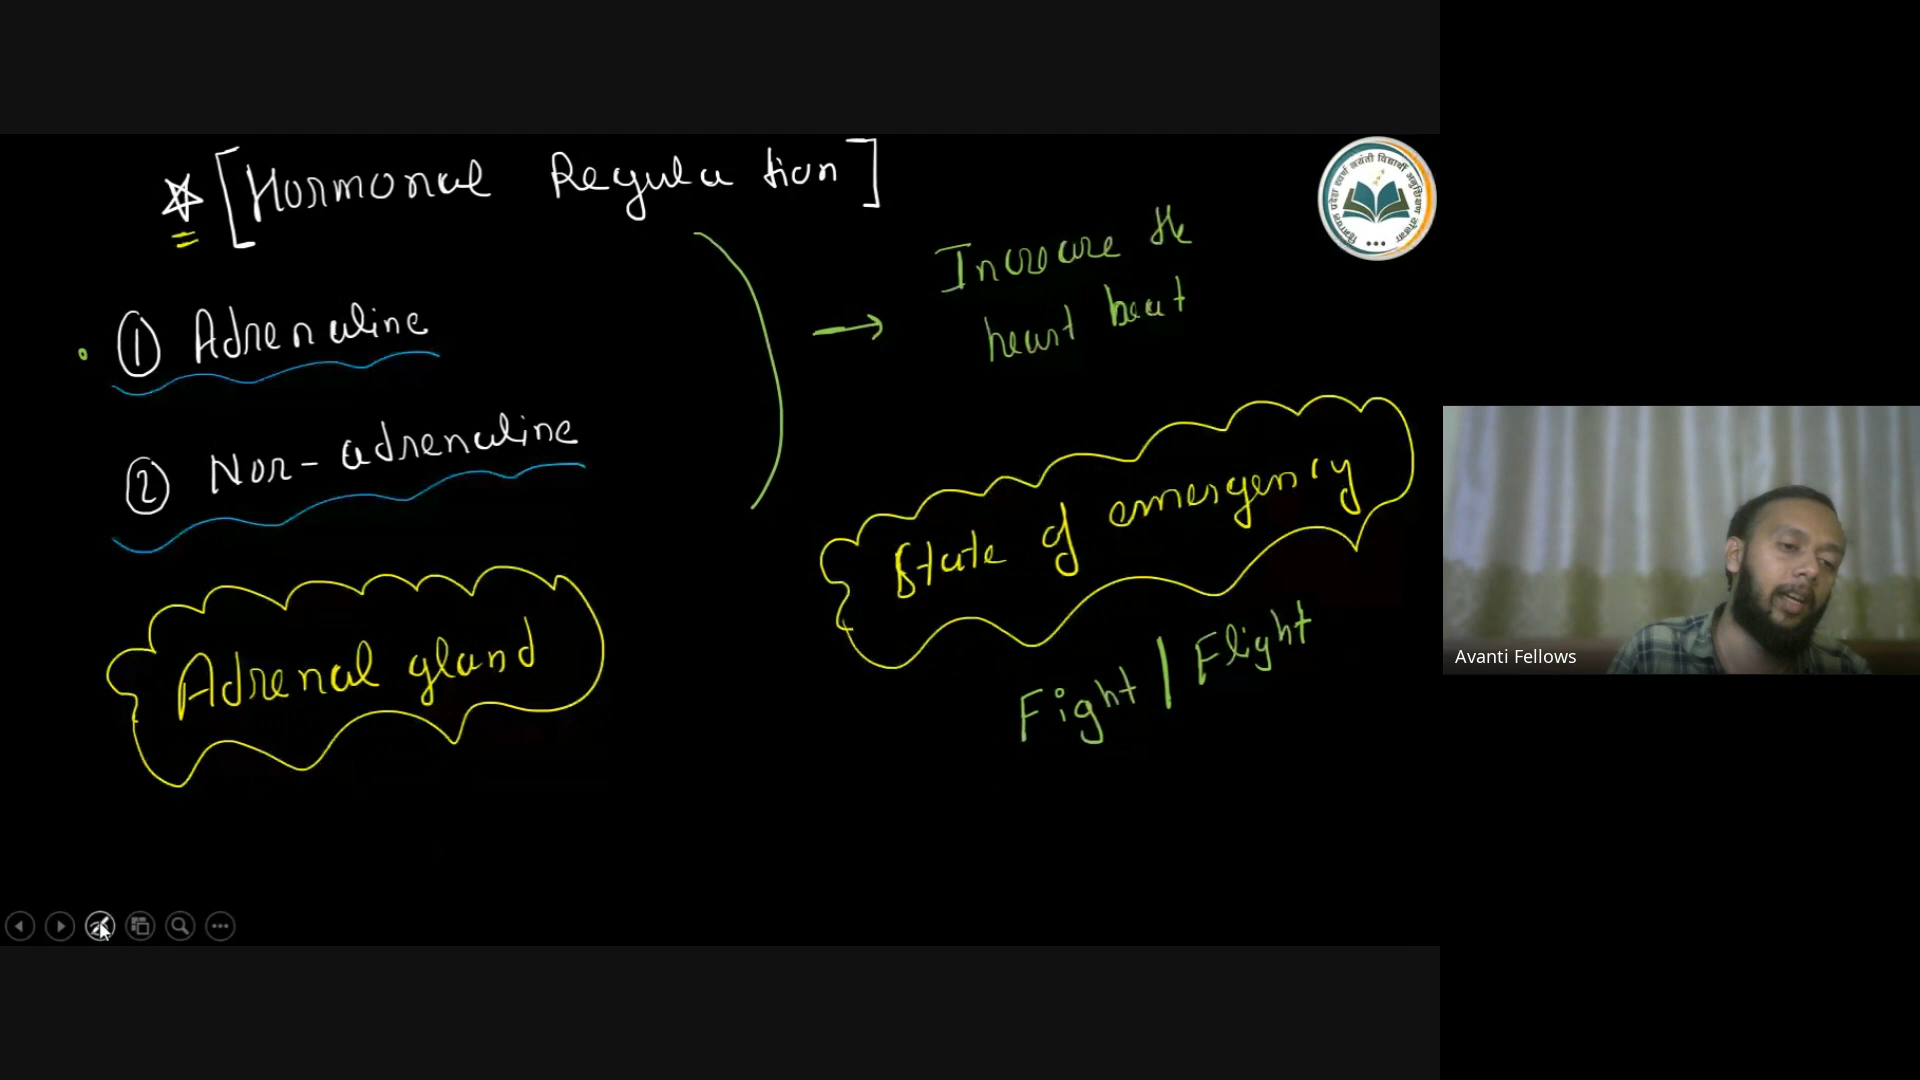 [Hormonal Regulation]
① Adrenaline
② Nor-adrenaline
Adrenal gland
Increase the
heart beat
State of emergency
Fight / Flight
Avanti Fellows